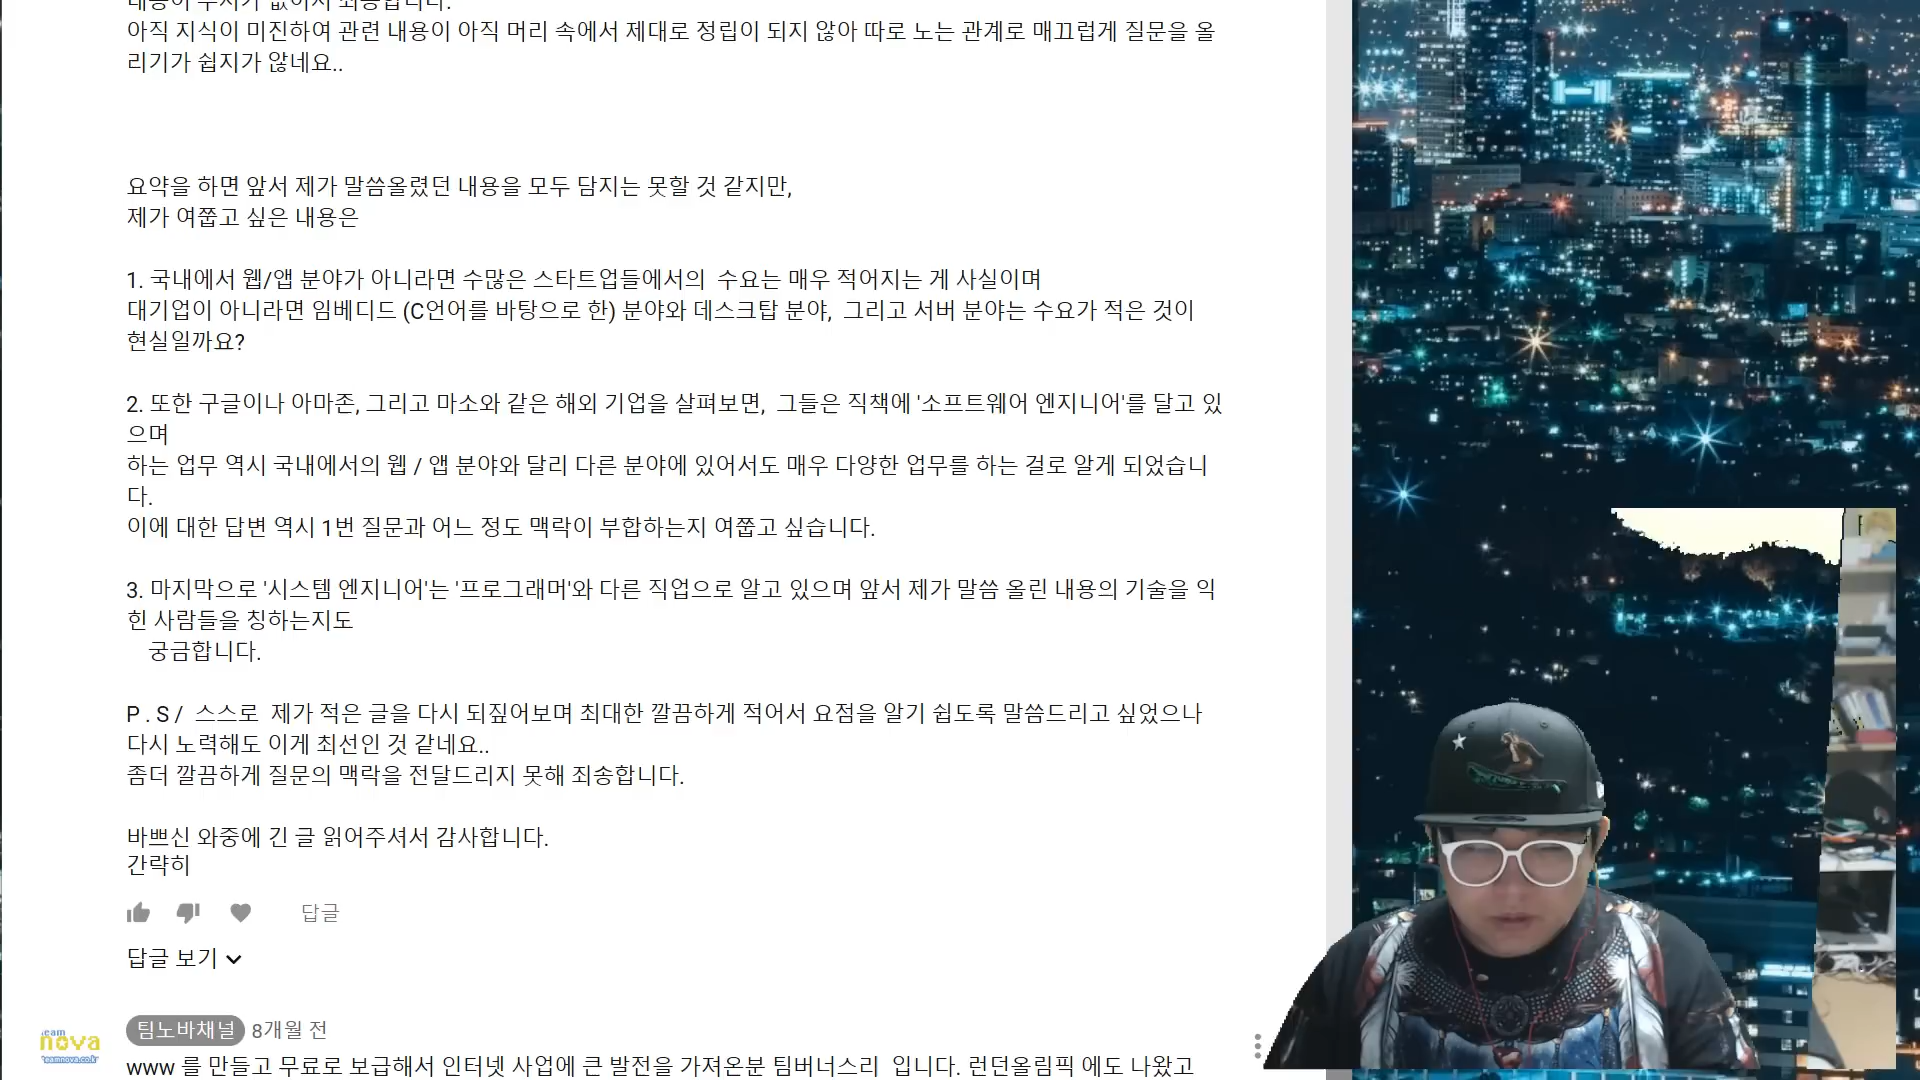 내용이 두서가 없어서 죄송합니다.
아직 지식이 미진하여 관련 내용이 아직 머리 속에서 제대로 정립이 되지 않아 따로 노는 관계로 매끄럽게 질문을 올
리기가 쉽지가 않네요..
요약을 하면 앞서 제가 말씀올렸던 내용을 모두 담지는 못할 것 같지만,
제가 여쭙고 싶은 내용은
1. 국내에서 웹/앱 분야가 아니라면 수많은 스타트업들에서의  수요는 매우 적어지는 게 사실이며
대기업이 아니라면 임베디드 (C언어를 바탕으로 한) 분야와 데스크탑 분야,  그리고 서버 분야는 수요가 적은 것이
현실일까요?
2. 또한 구글이나 아마존, 그리고 마소와 같은 해외 기업을 살펴보면,  그들은 직책에 '소프트웨어 엔지니어'를 달고 있
으며
하는 업무 역시 국내에서의 웹 / 앱 분야와 달리 다른 분야에 있어서도 매우 다양한 업무를 하는 걸로 알게 되었습니
다.
이에 대한 답변 역시 1번 질문과 어느 정도 맥락이 부합하는지 여쭙고 싶습니다.
3. 마지막으로 '시스템 엔지니어'는 '프로그래머'와 다른 직업으로 알고 있으며 앞서 제가 말씀 올린 내용의 기술을 익
힌 사람들을 칭하는지도
궁금합니다.
P . S /  스스로  제가 적은 글을 다시 되짚어보며 최대한 깔끔하게 적어서 요점을 알기 쉽도록 말씀드리고 싶었으나
다시 노력해도 이게 최선인 것 같네요..
좀더 깔끔하게 질문의 맥락을 전달드리지 못해 죄송합니다.
바쁘신 와중에 긴 글 읽어주셔서 감사합니다.
간략히
답글
답글 보기
팀노바채널 8개월 전
www 를 만들고 무료로 보급해서 인터넷 사업에 큰 발전을 가져온분 팀버너스리  입니다. 런던올림픽 에도 나왔고
team
nova
teamnova.co.kr